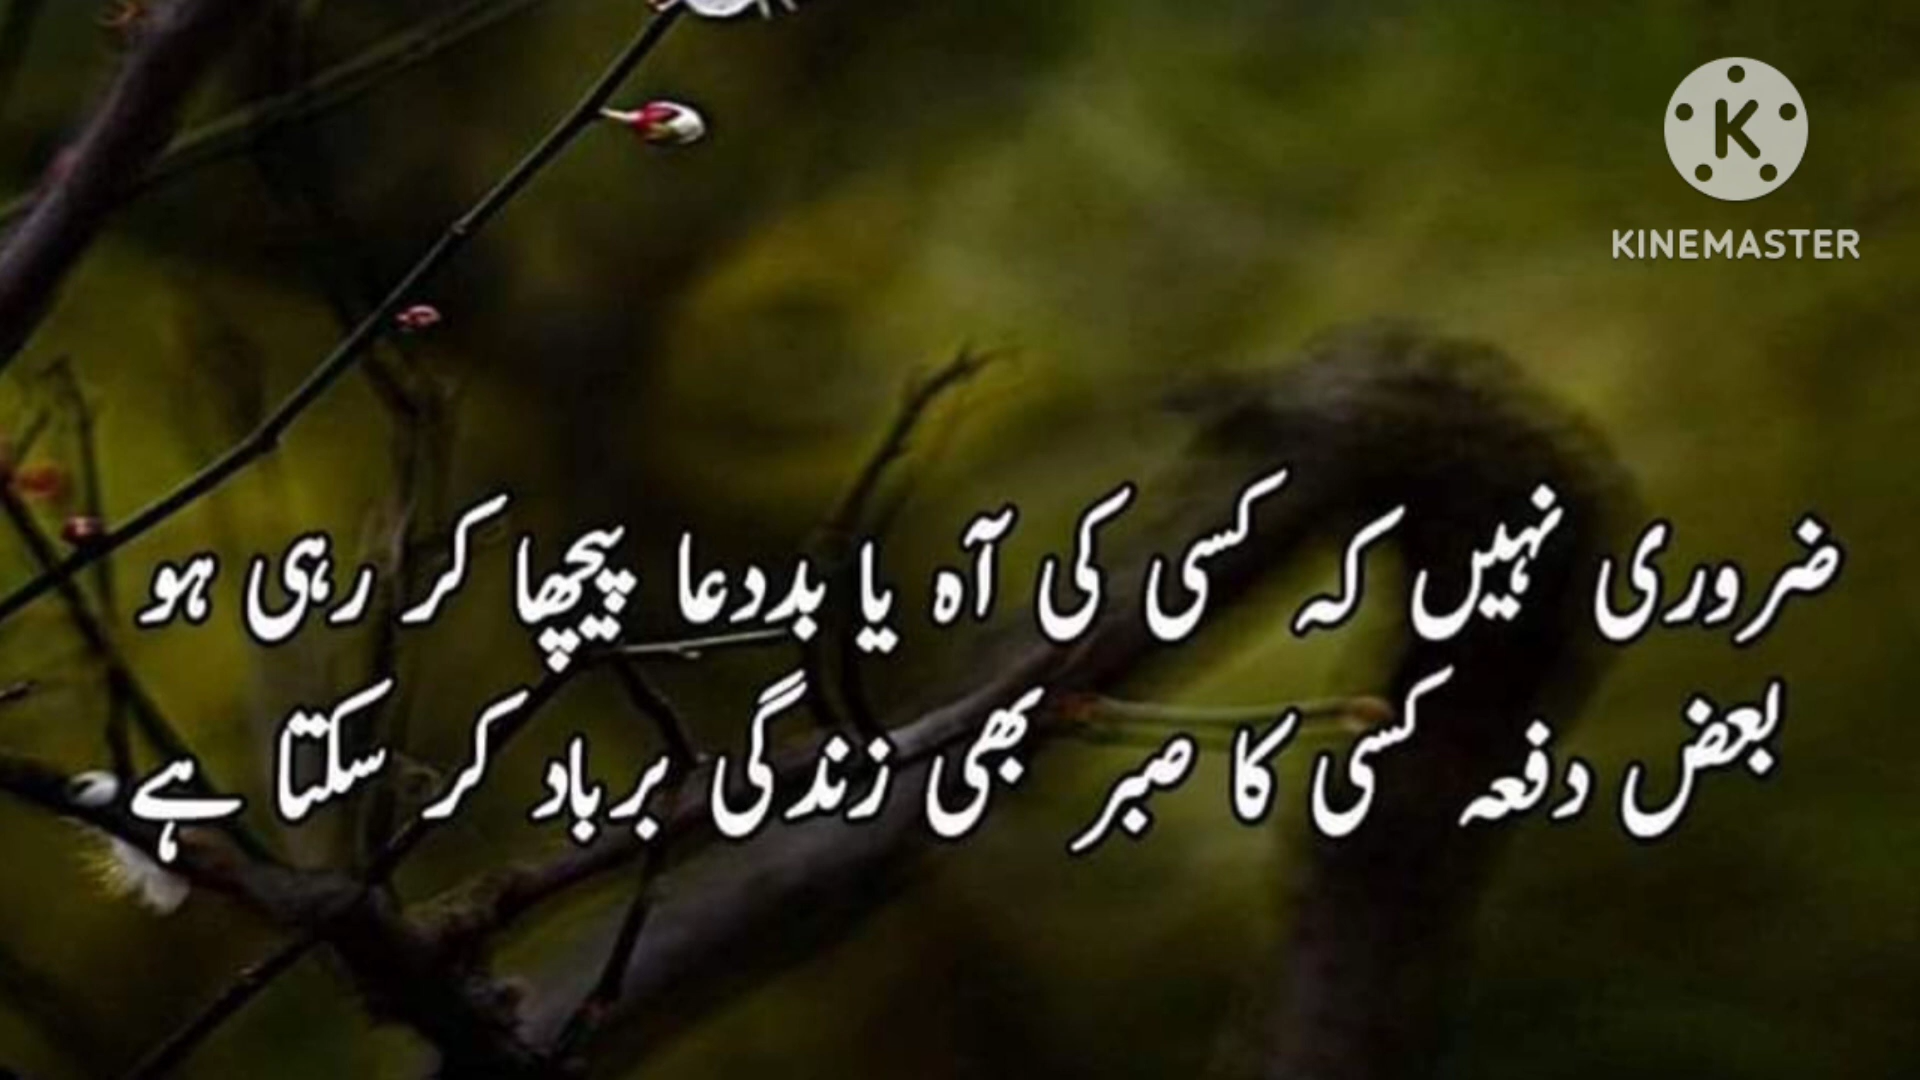 KINEMASTER
ضروری نہیں کہ کسی کی آہ یا بددعا پیچھا کر رہی ہو
بعض دفعہ کسی کا صبر بھی زندگی برباد کر سکتا ہے